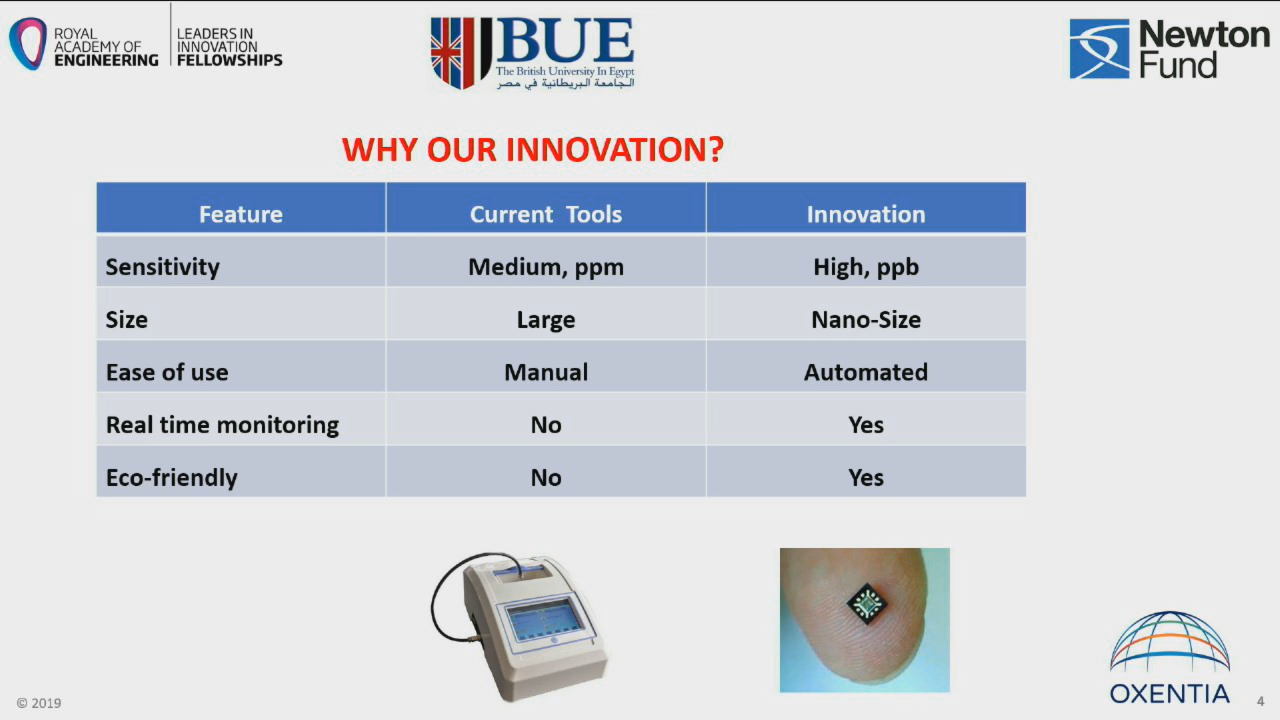 ROYAL
ACADEMY OF
ENGINEERING
LEADERS IN
INNOVATION
FELLOWSHIPS
BUE
The British University In Egypt
الجامعة البريطانية في مصر
Newton
Fund
WHY OUR INNOVATION?
Feature Current Tools Innovation
Sensitivity Medium, ppm High, ppb
Size Large Nano-Size
Ease of use Manual Automated
Real time monitoring No Yes
Eco-friendly No Yes
OXENTIA
© 2019
4